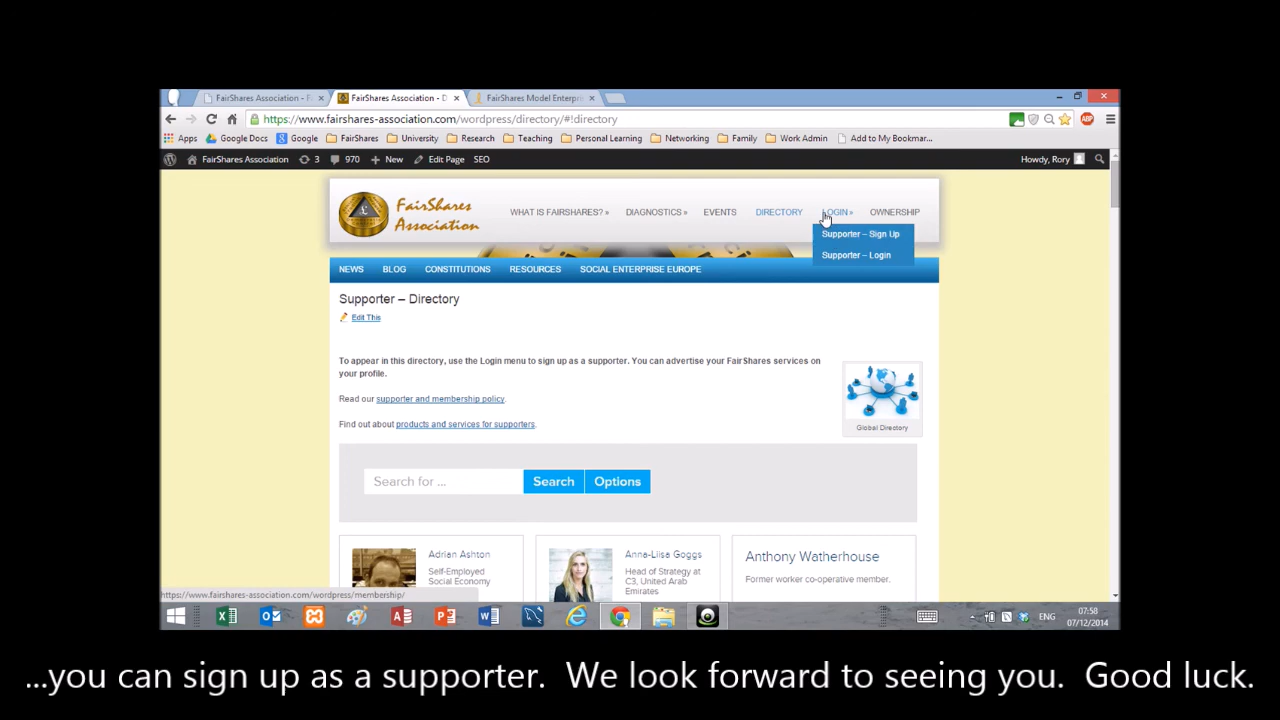 FairShares Association - F
FairShares Association - D
FairShares Model Enterpri
https://www.fairshares-association.com/wordpress/directory/#!directory
Apps Google Docs Google FairShares University Research Teaching Personal Learning Networking Family Work Admin Add to My Bookmar...
FairShares Association 3 970 New Edit Page SEO Howdy, Rory
FairShares
Association
WHAT IS FAIRSHARES? » DIAGNOSTICS » EVENTS DIRECTORY LOGIN » OWNERSHIP
Supporter – Sign Up
Supporter – Login
NEWS BLOG CONSTITUTIONS RESOURCES SOCIAL ENTERPRISE EUROPE
Supporter – Directory
Edit This
To appear in this directory, use the Login menu to sign up as a supporter. You can advertise your FairShares services on
your profile.
Read our supporter and membership policy.
Find out about products and services for supporters.
Global Directory
Search for ... Search Options
Adrian Ashton
Self-Employed
Social Economy
Anna-Liisa Goggs
Head of Strategy at
C3, United Arab
Emirates
Anthony Watherhouse
Former worker co-operative member.
https://www.fairshares-association.com/wordpress/membership/
ENG
07:58
07/12/2014
...you can sign up as a supporter. We look forward to seeing you. Good luck.